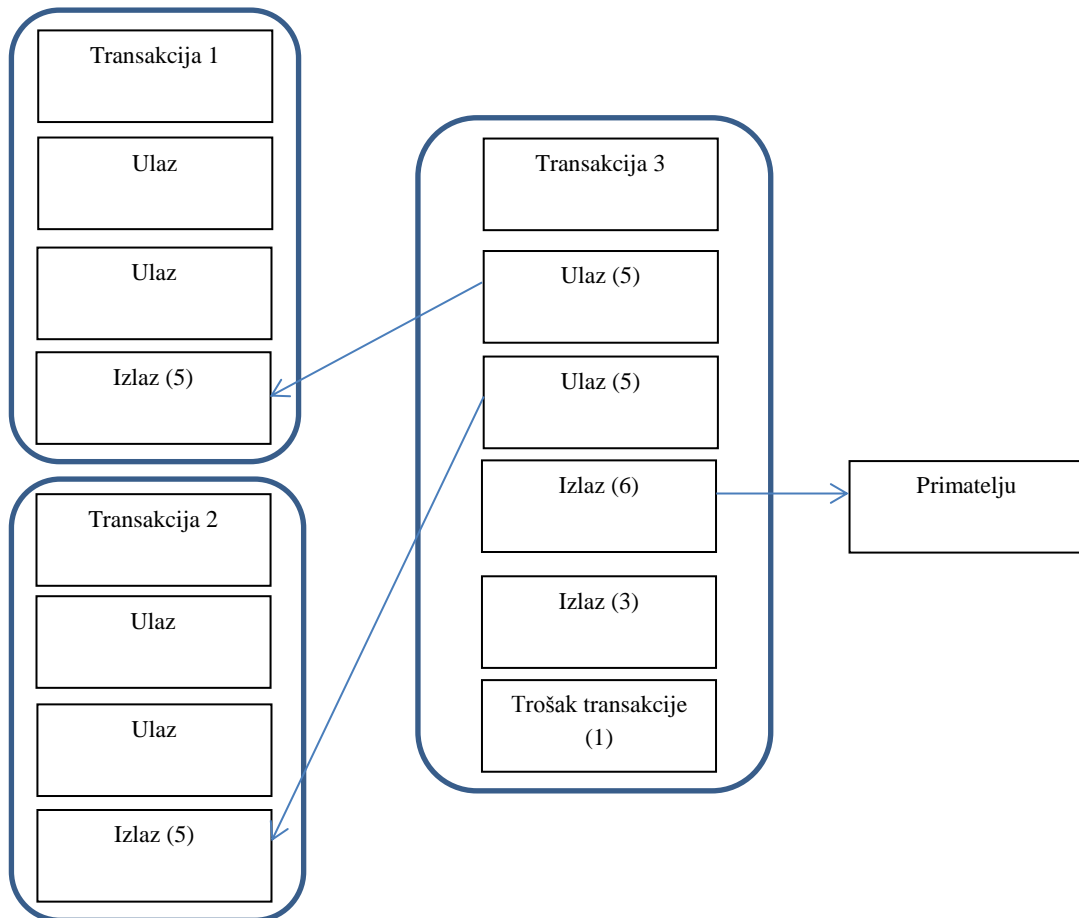 Transakcija 1
Ulaz
Ulaz
Izlaz (5)
Transakcija 2
Ulaz
Ulaz
Izlaz (5)
Transakcija 3
Ulaz (5)
Ulaz (5)
Izlaz (6)
Izlaz (3)
Trošak transakcije
(1)
Primatelju